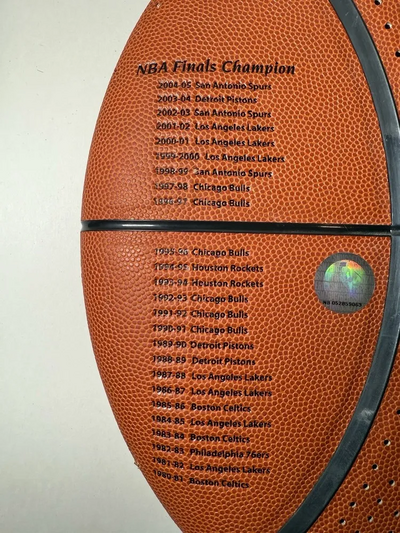 NBA Finals Champion
2004-05 San Antonio Spurs
2003-04 Detroit Pistons
2002-03 San Antonio Spurs
2001-02 Los Angeles Lakers
2000-01 Los Angeles Lakers
1999-2000 Los Angeles Lakers
1998-99 San Antonio Spurs
1997-98 Chicago Bulls
1996-97 Chicago Bulls
1995-96 Chicago Bulls
1994-95 Houston Rockets
1993-94 Houston Rockets
1992-93 Chicago Bulls
1991-92 Chicago Bulls
1990-91 Chicago Bulls
1989-90 Detroit Pistons
1988-89 Detroit Pistons
1987-88 Los Angeles Lakers
1986-87 Los Angeles Lakers
1985-86 Boston Celtics
1984-85 Los Angeles Lakers
1983-84 Boston Celtics
1982-83 Philadelphia 76ers
1981-82 Los Angeles Lakers
1980-81 Boston Celtics